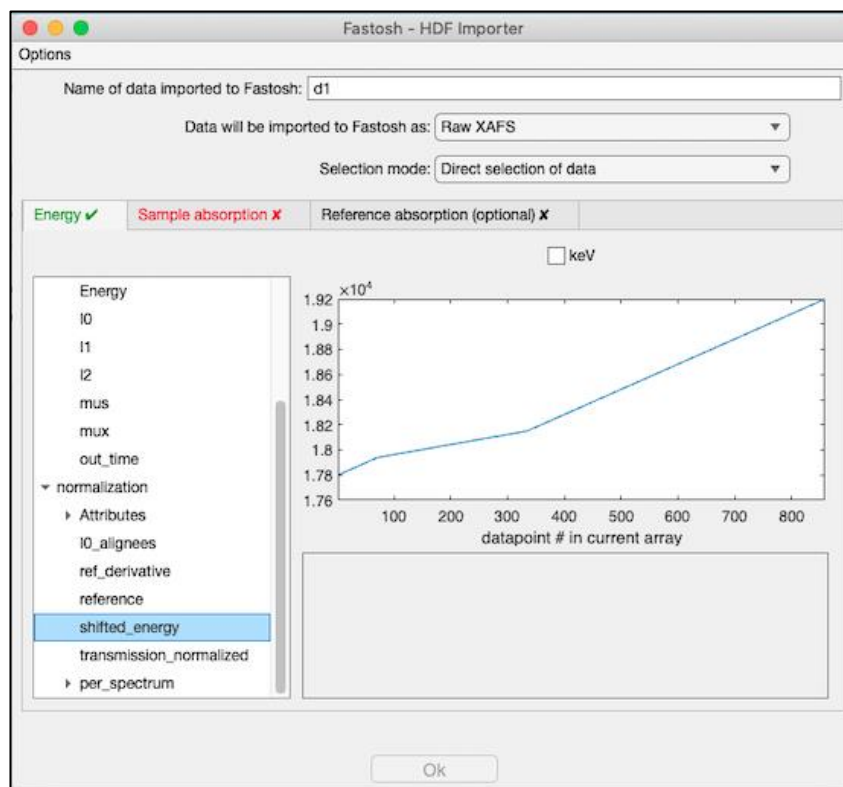 Fastosh - HDF Importer
Options
Name of data imported to Fastosh: d1
Data will be imported to Fastosh as: Raw XAFS
Selection mode: Direct selection of data
Energy ✔ Sample absorption ✘ Reference absorption (optional) ✘
keV
Energy
I0
I1
I2
mus
mux
out_time
normalization
Attributes
I0_alignees
ref_derivative
reference
shifted_energy
transmission_normalized
per_spectrum
×10⁴
1.92
1.9
1.88
1.86
1.84
1.82
1.8
1.78
1.76
100 200 300 400 500 600 700 800
datapoint # in current array
Ok